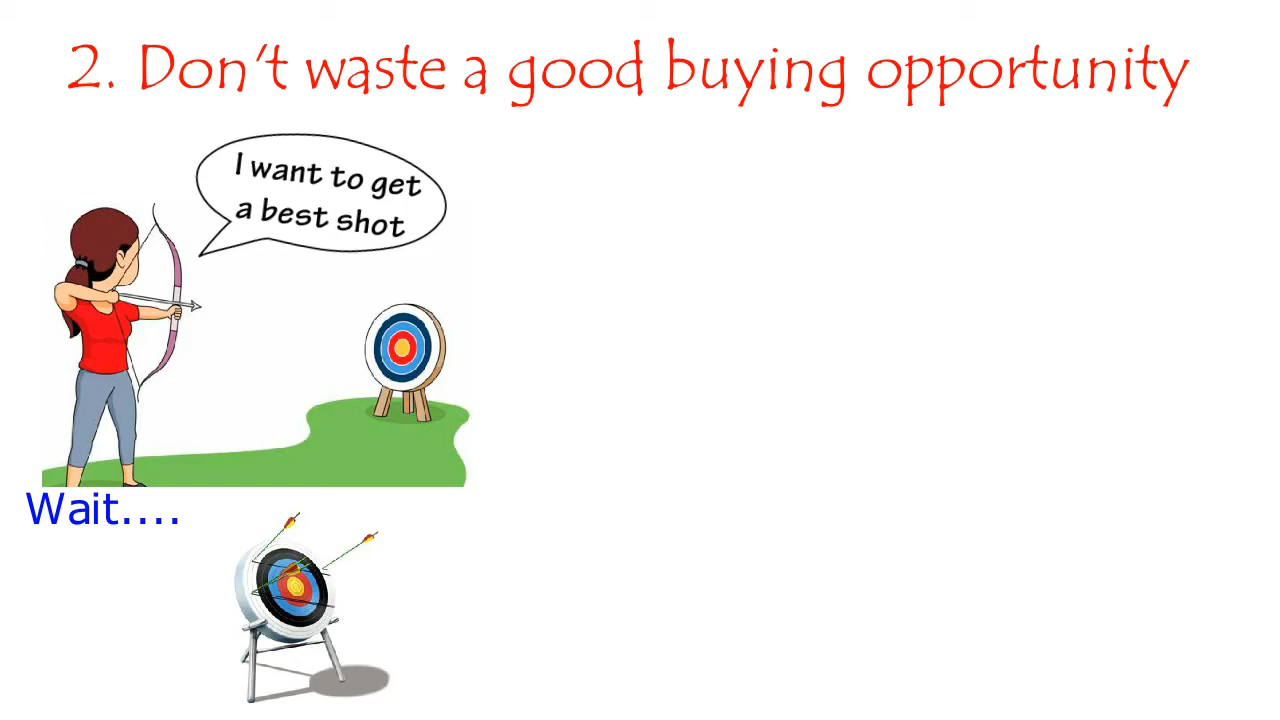 2. Don't waste a good buying opportunity
I want to get
a best shot
Wait....